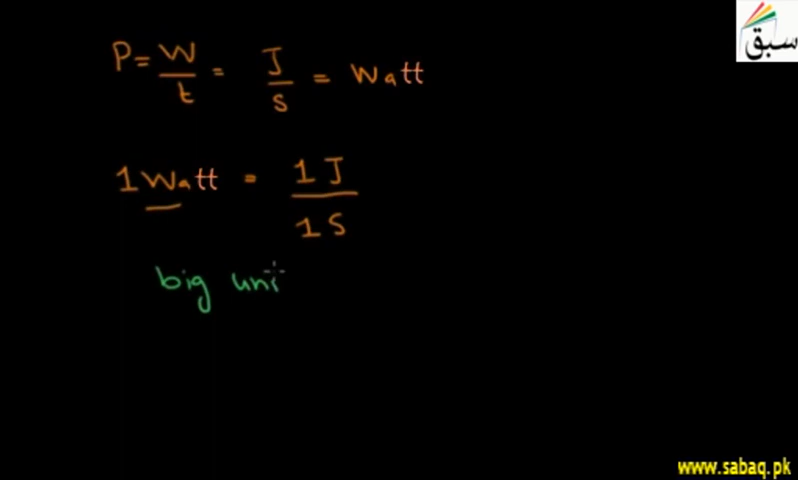 سبق
P = W/t = J/S = Watt
1 Watt = 1 J / 1 S
big uni
www.sabaq.pk